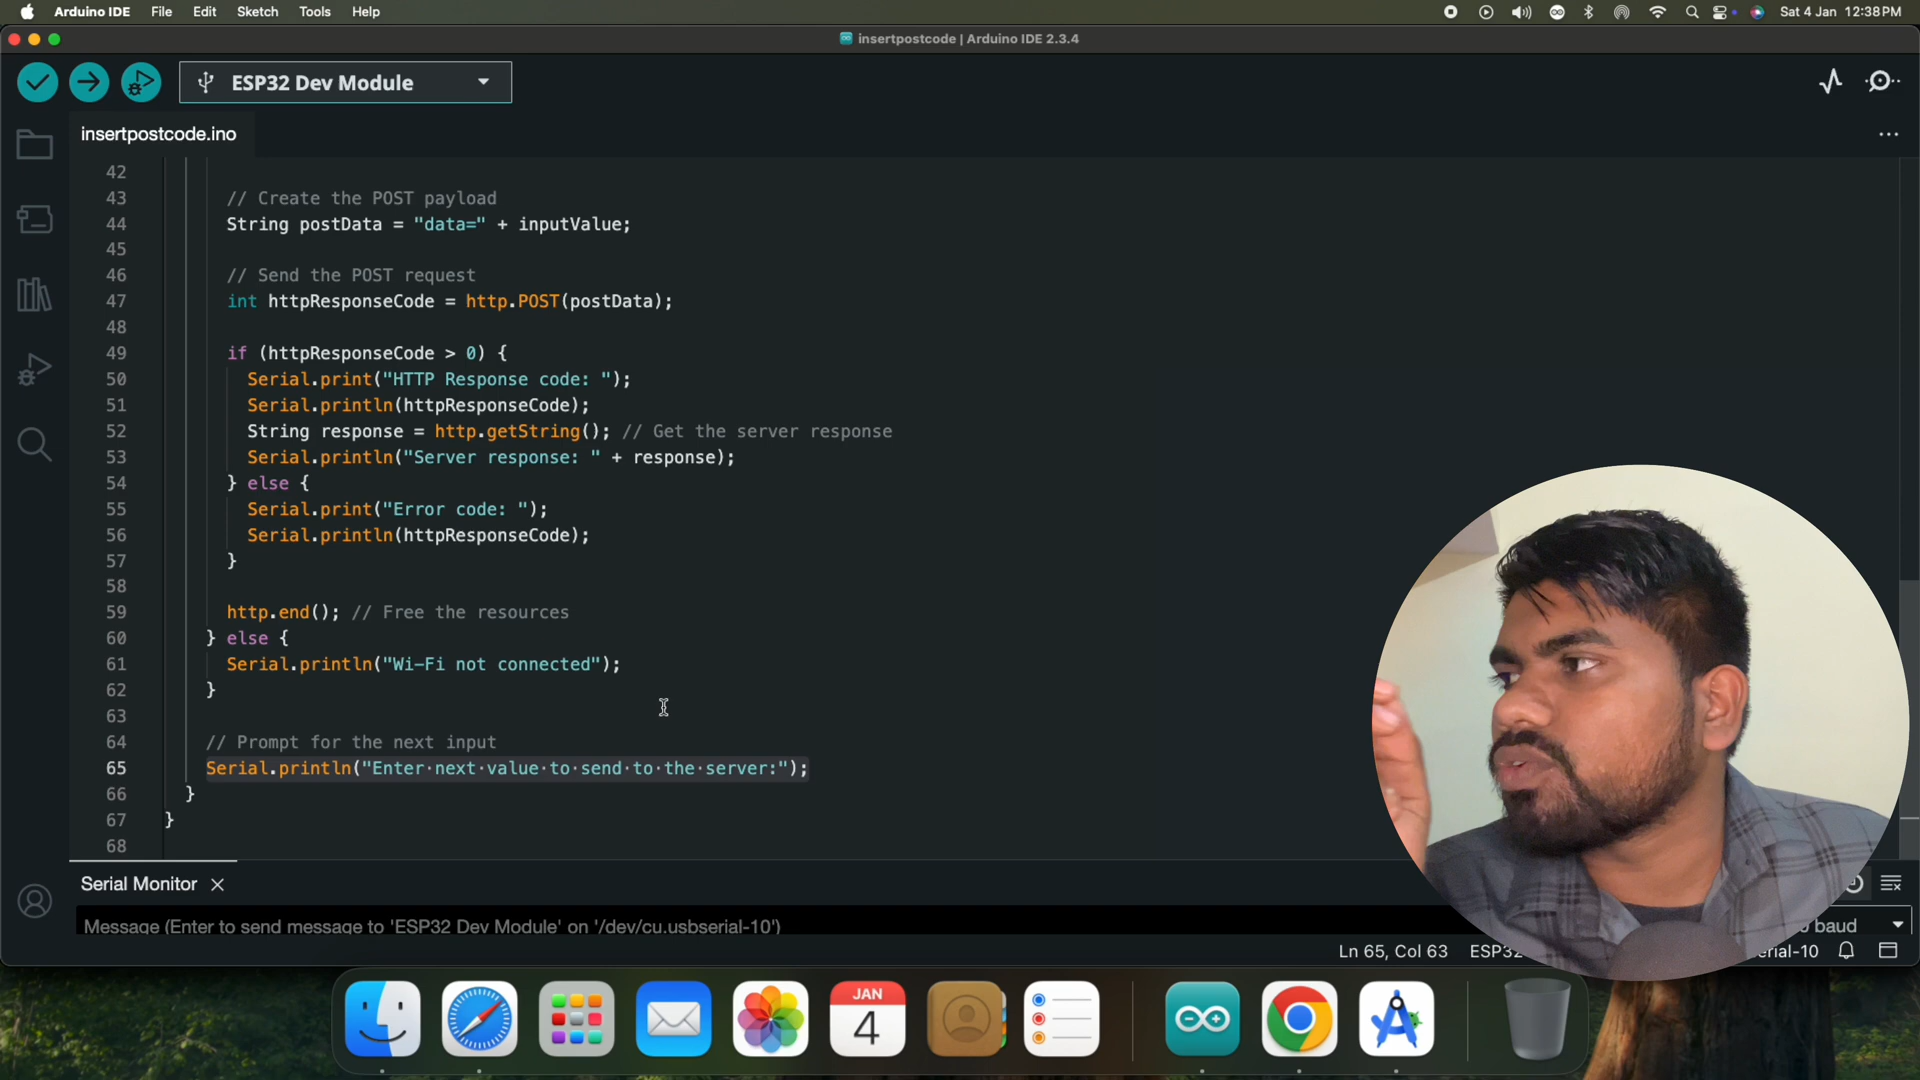 Arduino IDE File Edit Sketch Tools Help Sat 4 Jan 12:38 PM
insertpostcode | Arduino IDE 2.3.4
ESP32 Dev Module
insertpostcode.ino
42
43 // Create the POST payload
44 String postData = "data=" + inputValue;
45
46 // Send the POST request
47 int httpResponseCode = http.POST(postData);
48
49 if (httpResponseCode > 0) {
50 Serial.print("HTTP Response code: ");
51 Serial.println(httpResponseCode);
52 String response = http.getString(); // Get the server response
53 Serial.println("Server response: " + response);
54 } else {
55 Serial.print("Error code: ");
56 Serial.println(httpResponseCode);
57 }
58
59 http.end(); // Free the resources
60 } else {
61 Serial.println("Wi-Fi not connected");
62 }
63
64 // Prompt for the next input
65 Serial.println("Enter·next·value·to·send·to·the·server:");
66 }
67 }
68
Serial Monitor
Message (Enter to send message to 'ESP32 Dev Module' on '/dev/cu.usbserial-10')
baud
Ln 65, Col 63 ESP32 erial-10
JAN
4